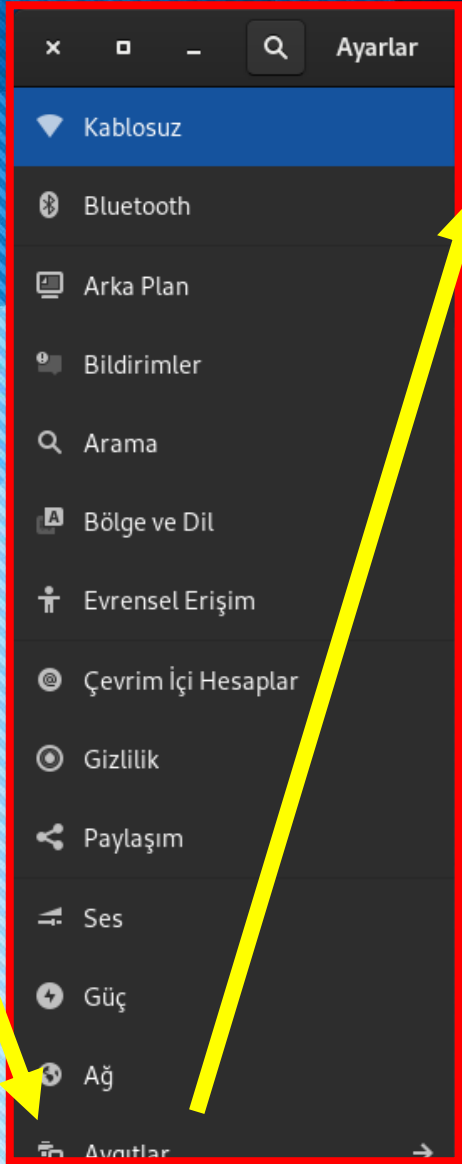 Ayarlar
Kablosuz
Bluetooth
Arka Plan
Bildirimler
Arama
Bölge ve Dil
Evrensel Erişim
Çevrim İçi Hesaplar
Gizlilik
Paylaşım
Ses
Güç
Ağ
Aygıtlar